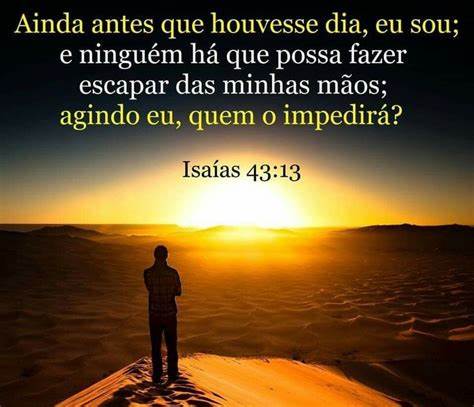 Ainda antes que houvesse dia, eu sou;
e ninguém há que possa fazer
escapar das minhas mãos;
agindo eu, quem o impedirá?
Isaías 43:13